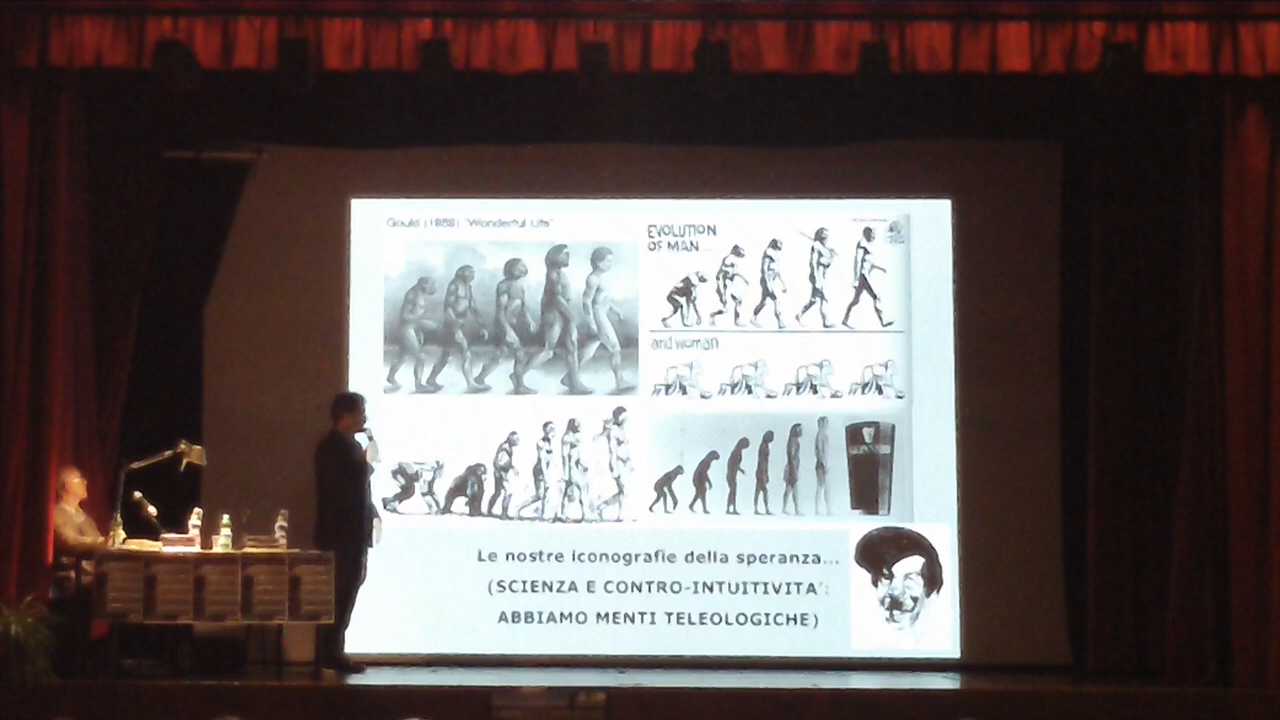 Gould (1989) "Wonderful Life"
EVOLUTION
OF MAN...
and woman
Le nostre iconografie della speranza...
(SCIENZA E CONTRO-INTUITIVITA':
ABBIAMO MENTI TELEOLOGICHE)